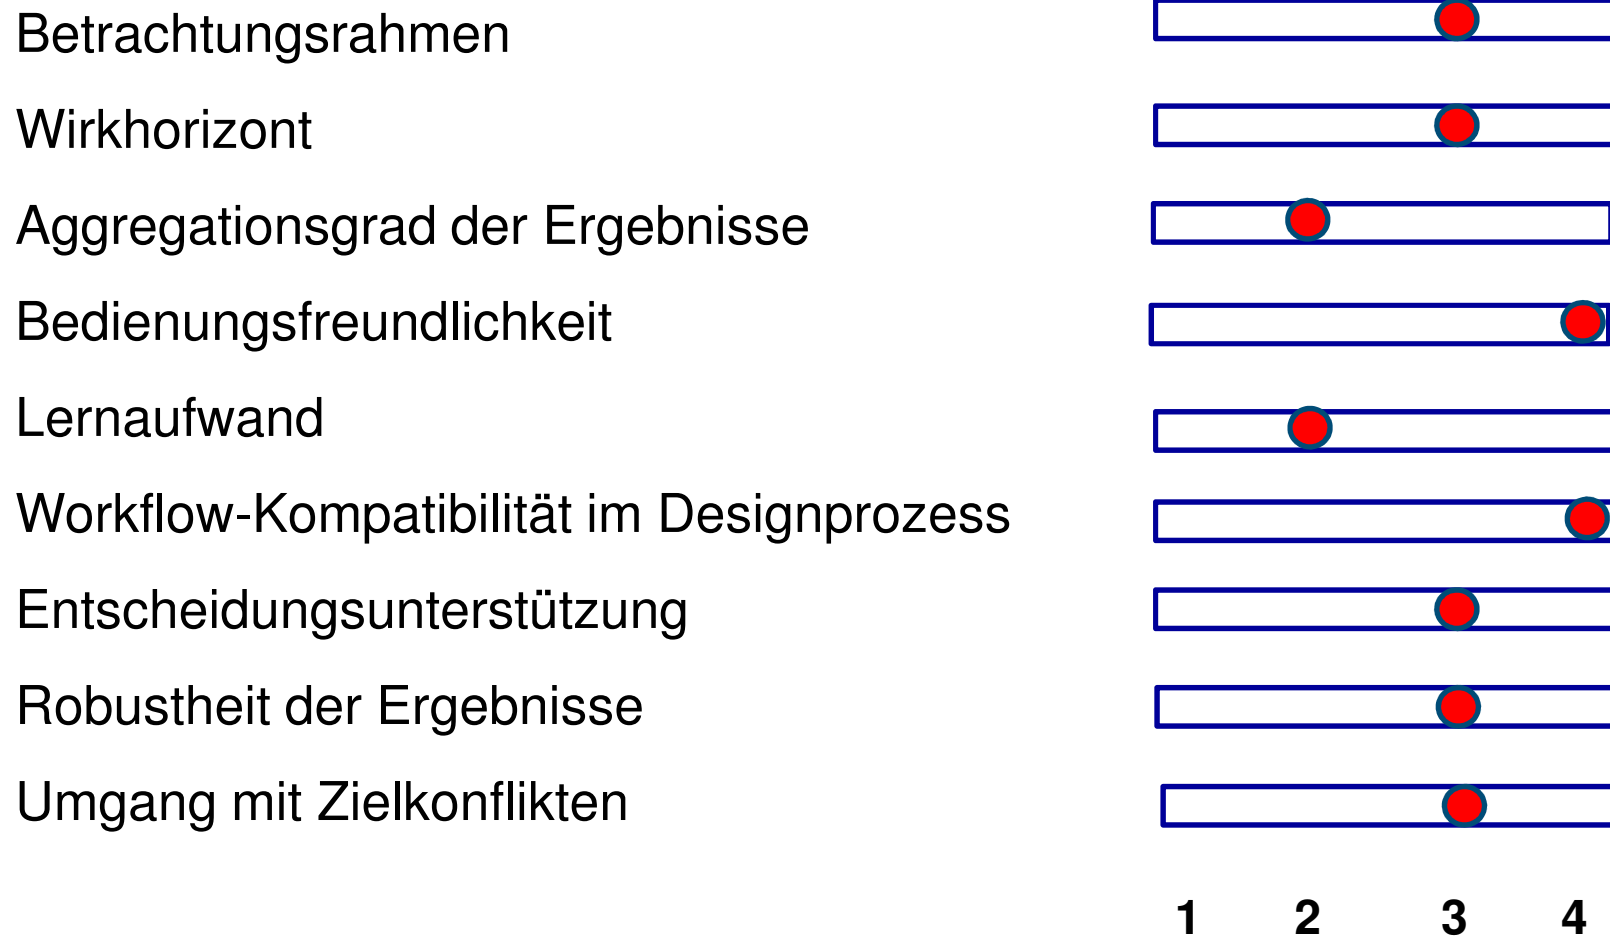 Betrachtungsrahmen
Wirkhorizont
Aggregationsgrad der Ergebnisse
Bedienungsfreundlichkeit
Lernaufwand
Workflow-Kompatibilität im Designprozess
Entscheidungsunterstützung
Robustheit der Ergebnisse
Umgang mit Zielkonflikten
1 2 3 4